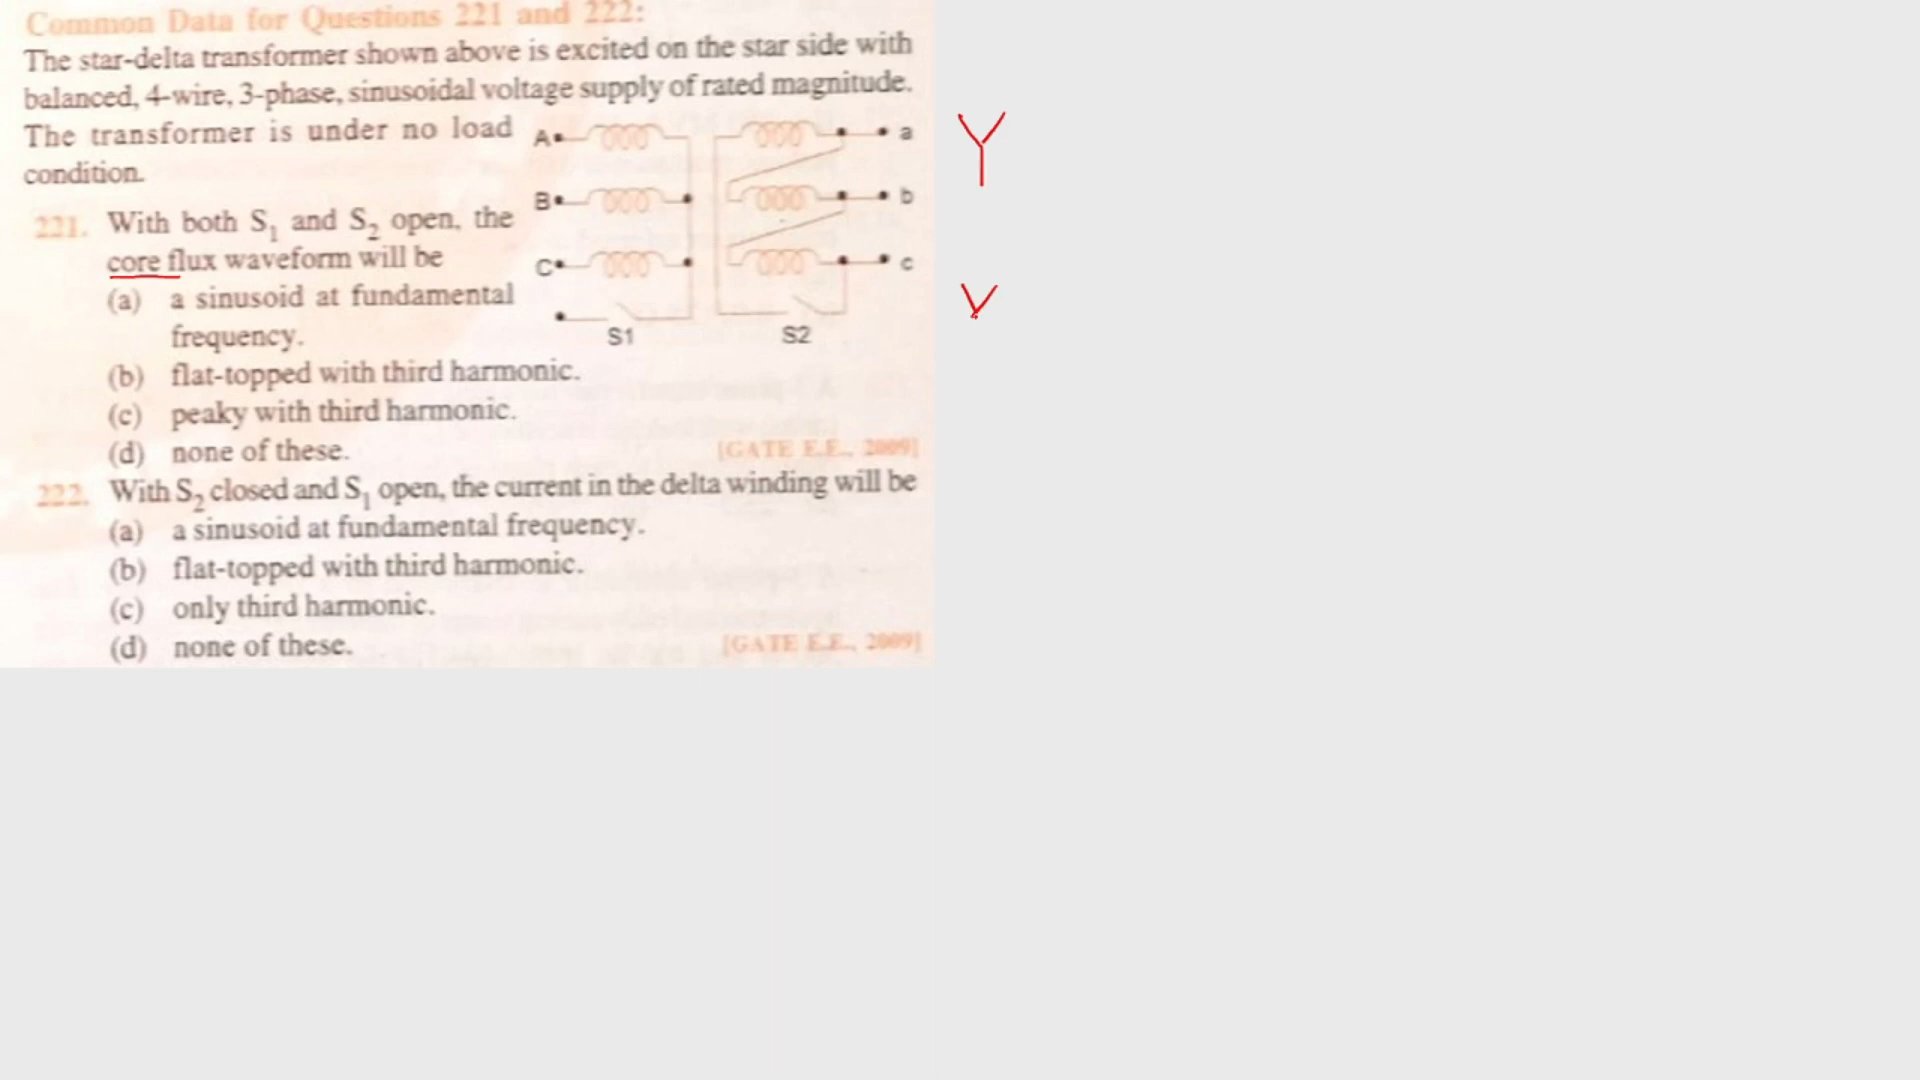 Common Data for Questions 221 and 222:
The star-delta transformer shown above is excited on the star side with
balanced, 4-wire, 3-phase, sinusoidal voltage supply of rated magnitude.
The transformer is under no load
condition.
A
B
C
S1
a
b
c
S2
Y
221. With both S₁ and S₂ open, the
core flux waveform will be
(a) a sinusoid at fundamental
frequency.
(b) flat-topped with third harmonic.
(c) peaky with third harmonic.
(d) none of these. [GATE E.E., 2009]
222. With S₂ closed and S₁ open, the current in the delta winding will be
(a) a sinusoid at fundamental frequency.
(b) flat-topped with third harmonic.
(c) only third harmonic.
(d) none of these. [GATE E.E., 2009]